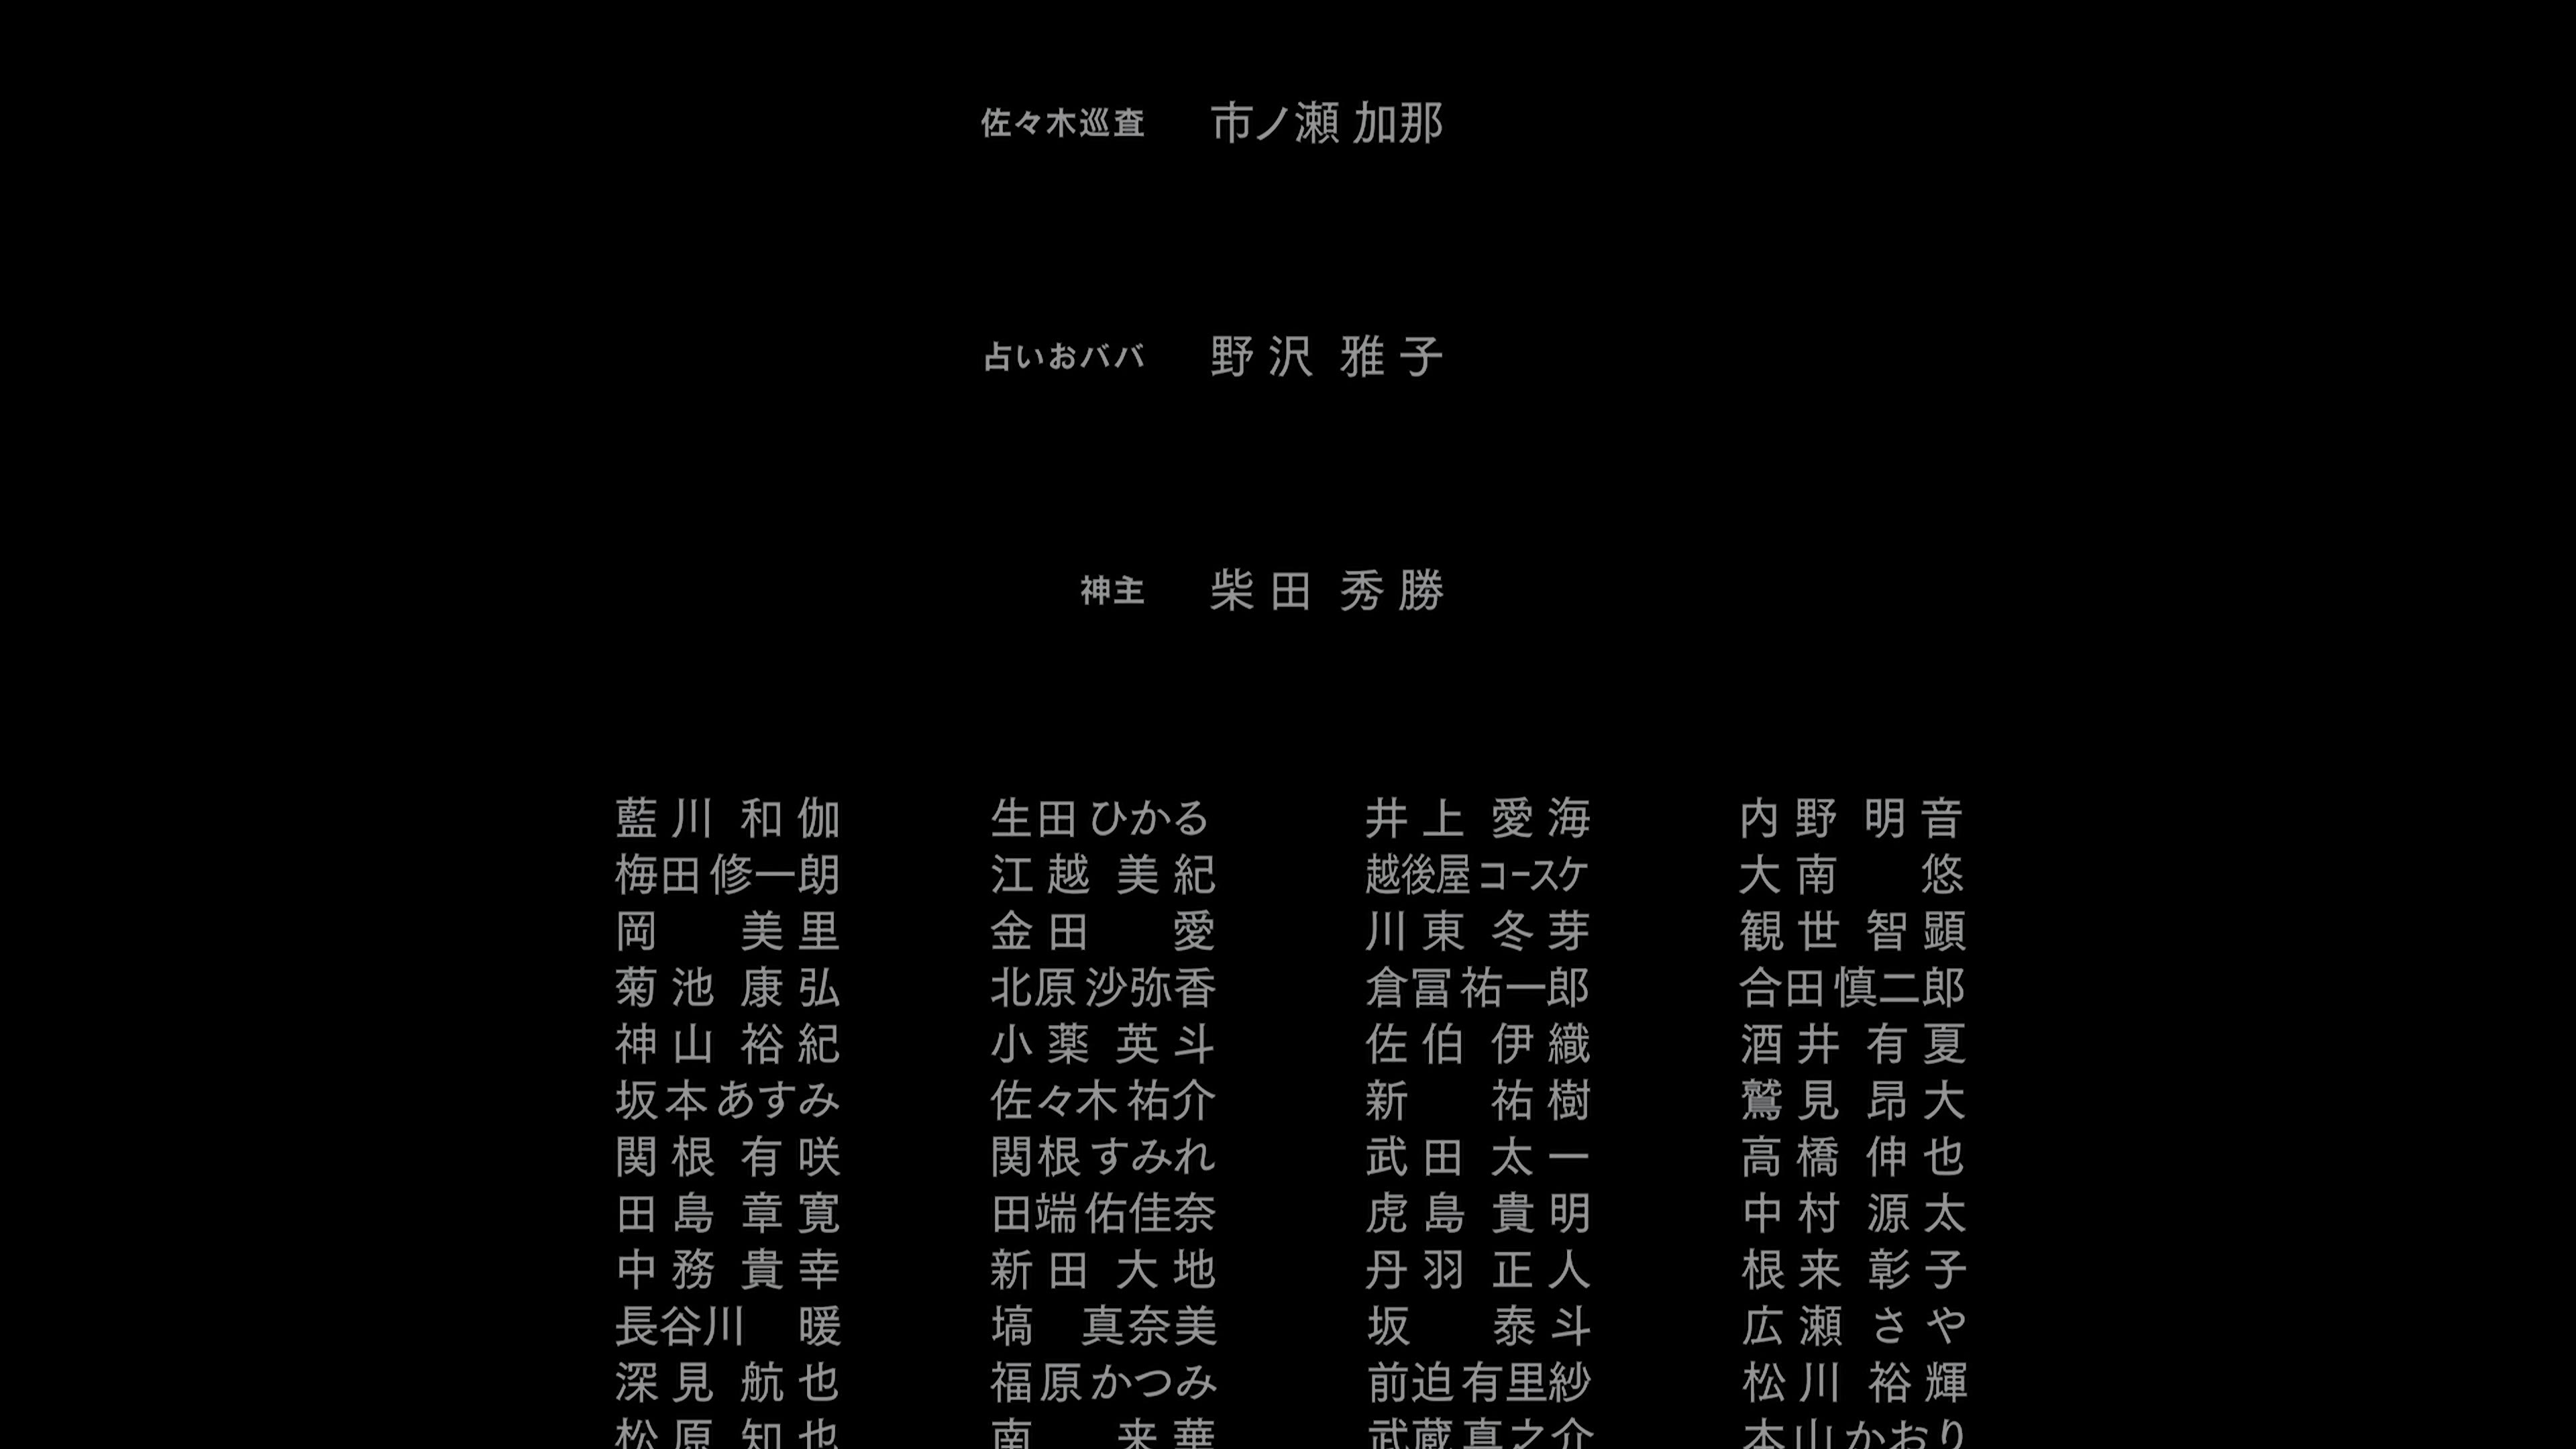 佐々木巡査 市ノ瀬 加那
占いおババ 野沢 雅子
神主 柴田 秀勝
藍川 和伽 生田 ひかる 井上 愛海 内野 明音
梅田 修一朗 江越 美紀 越後屋 コースケ 大南 悠
岡 美里 金田 愛 川東 冬芽 観世 智顕
菊池 康弘 北原 沙弥香 倉冨 祐一郎 合田 慎二郎
神山 裕紀 小薬 英斗 佐伯 伊織 酒井 有夏
坂本 あすみ 佐々木 祐介 新 祐樹 鷲見 昂大
関根 有咲 関根 すみれ 武田 太一 高橋 伸也
田島 章寛 田端 佑佳奈 虎島 貴明 中村 源太
中務 貴幸 新田 大地 丹羽 正人 根来 彰子
長谷川 暖 塙 真奈美 坂 泰斗 広瀬 さや
深見 航也 福原 かつみ 前迫 有里紗 松川 裕輝
松原 知也 南 来華 武蔵 真之介 本山 かおり